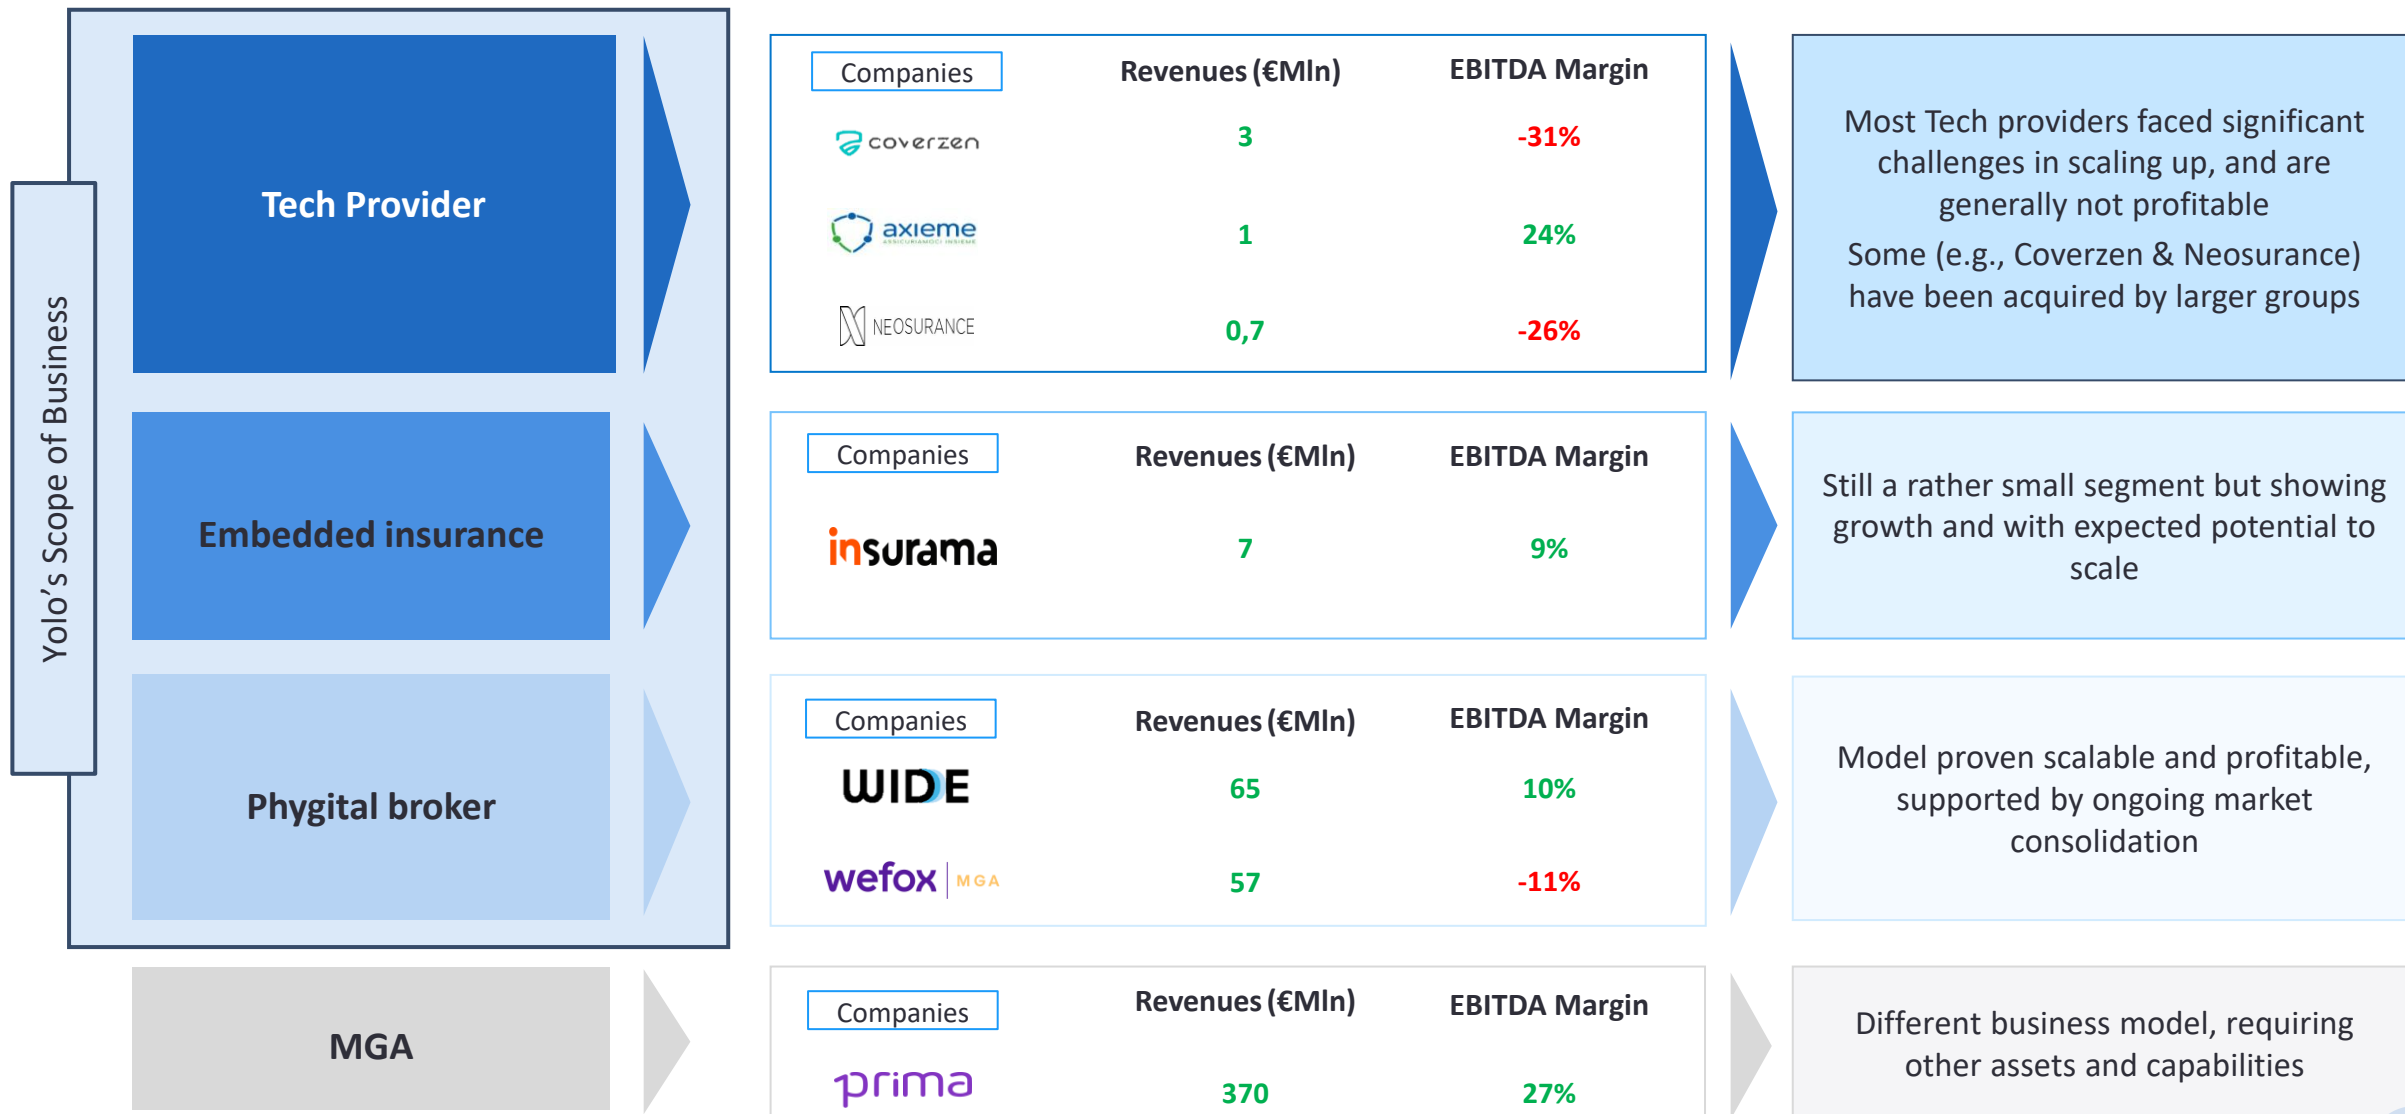 Yolo's Scope of Business
Tech Provider
Companies Revenues (€Mln) EBITDA Margin
coverzen 3 -31%
axieme 1 24%
ASSICURIAMOCI INSIEME
NEOSURANCE 0,7 -26%
Most Tech providers faced significant
challenges in scaling up, and are
generally not profitable
Some (e.g., Coverzen & Neosurance)
have been acquired by larger groups
Embedded insurance
Companies Revenues (€Mln) EBITDA Margin
insurama 7 9%
Still a rather small segment but showing
growth and with expected potential to
scale
Phygital broker
Companies Revenues (€Mln) EBITDA Margin
WIDE 65 10%
wefox MGA 57 -11%
Model proven scalable and profitable,
supported by ongoing market
consolidation
MGA
Companies Revenues (€Mln) EBITDA Margin
prima 370 27%
Different business model, requiring
other assets and capabilities